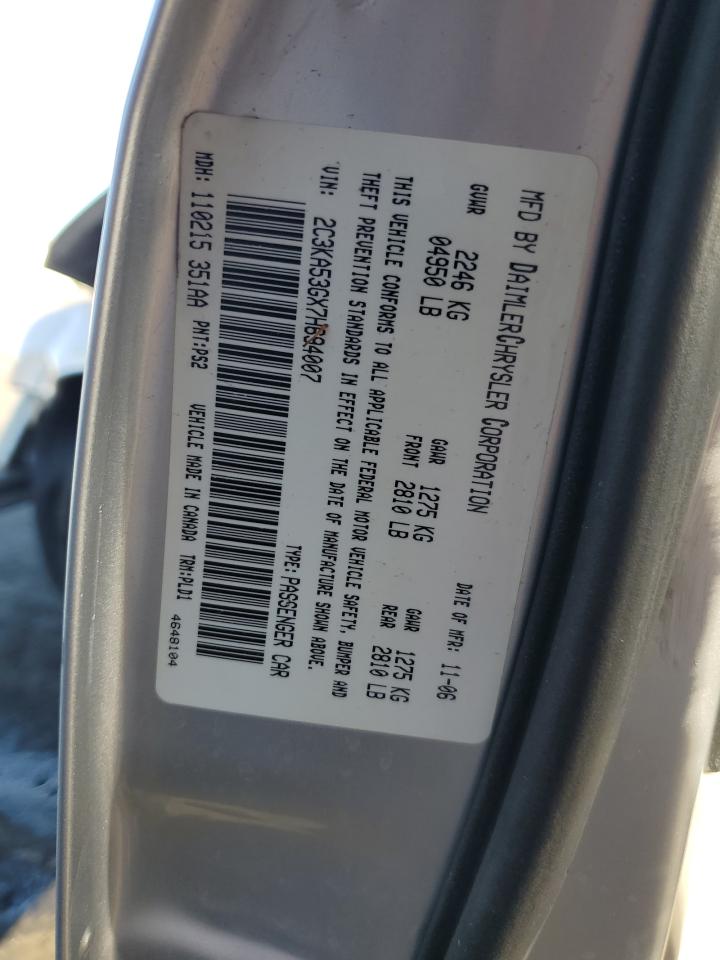 MFD BY DAIMLERCHRYSLER CORPORATION
DATE OF MFR: 11-06
GVWR 2246 KG
04950 LB
GAWR 1275 KG
FRONT 2810 LB
GAWR 1275 KG
REAR 2810 LB
THIS VEHICLE CONFORMS TO ALL APPLICABLE FEDERAL MOTOR VEHICLE SAFETY, BUMPER AND
THEFT PREVENTION STANDARDS IN EFFECT ON THE DATE OF MANUFACTURE SHOWN ABOVE.
VIN:
TYPE: PASSENGER CAR
MDH: 110215 351AA PNT:PS2 VEHICLE MADE IN CANADA TRM:PLD1
4648104